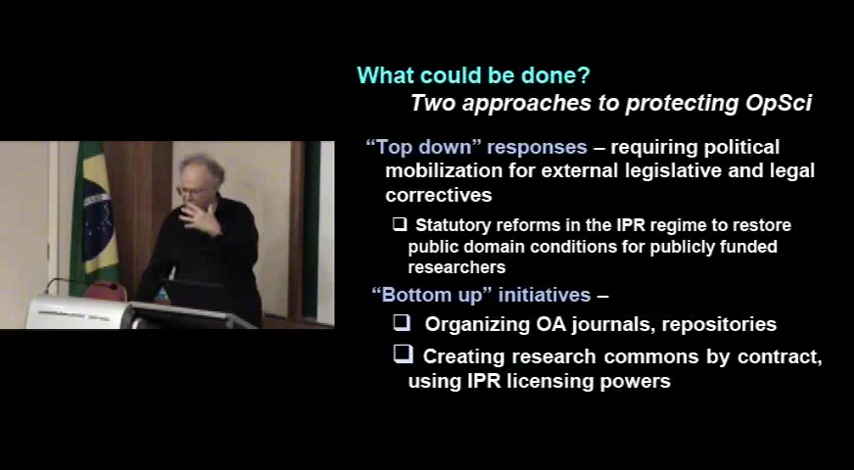 What could be done?
Two approaches to protecting OpSci
“Top down” responses – requiring political
mobilization for external legislative and legal
correctives
Statutory reforms in the IPR regime to restore
public domain conditions for publicly funded
researchers
“Bottom up” initiatives –
Organizing OA journals, repositories
Creating research commons by contract,
using IPR licensing powers